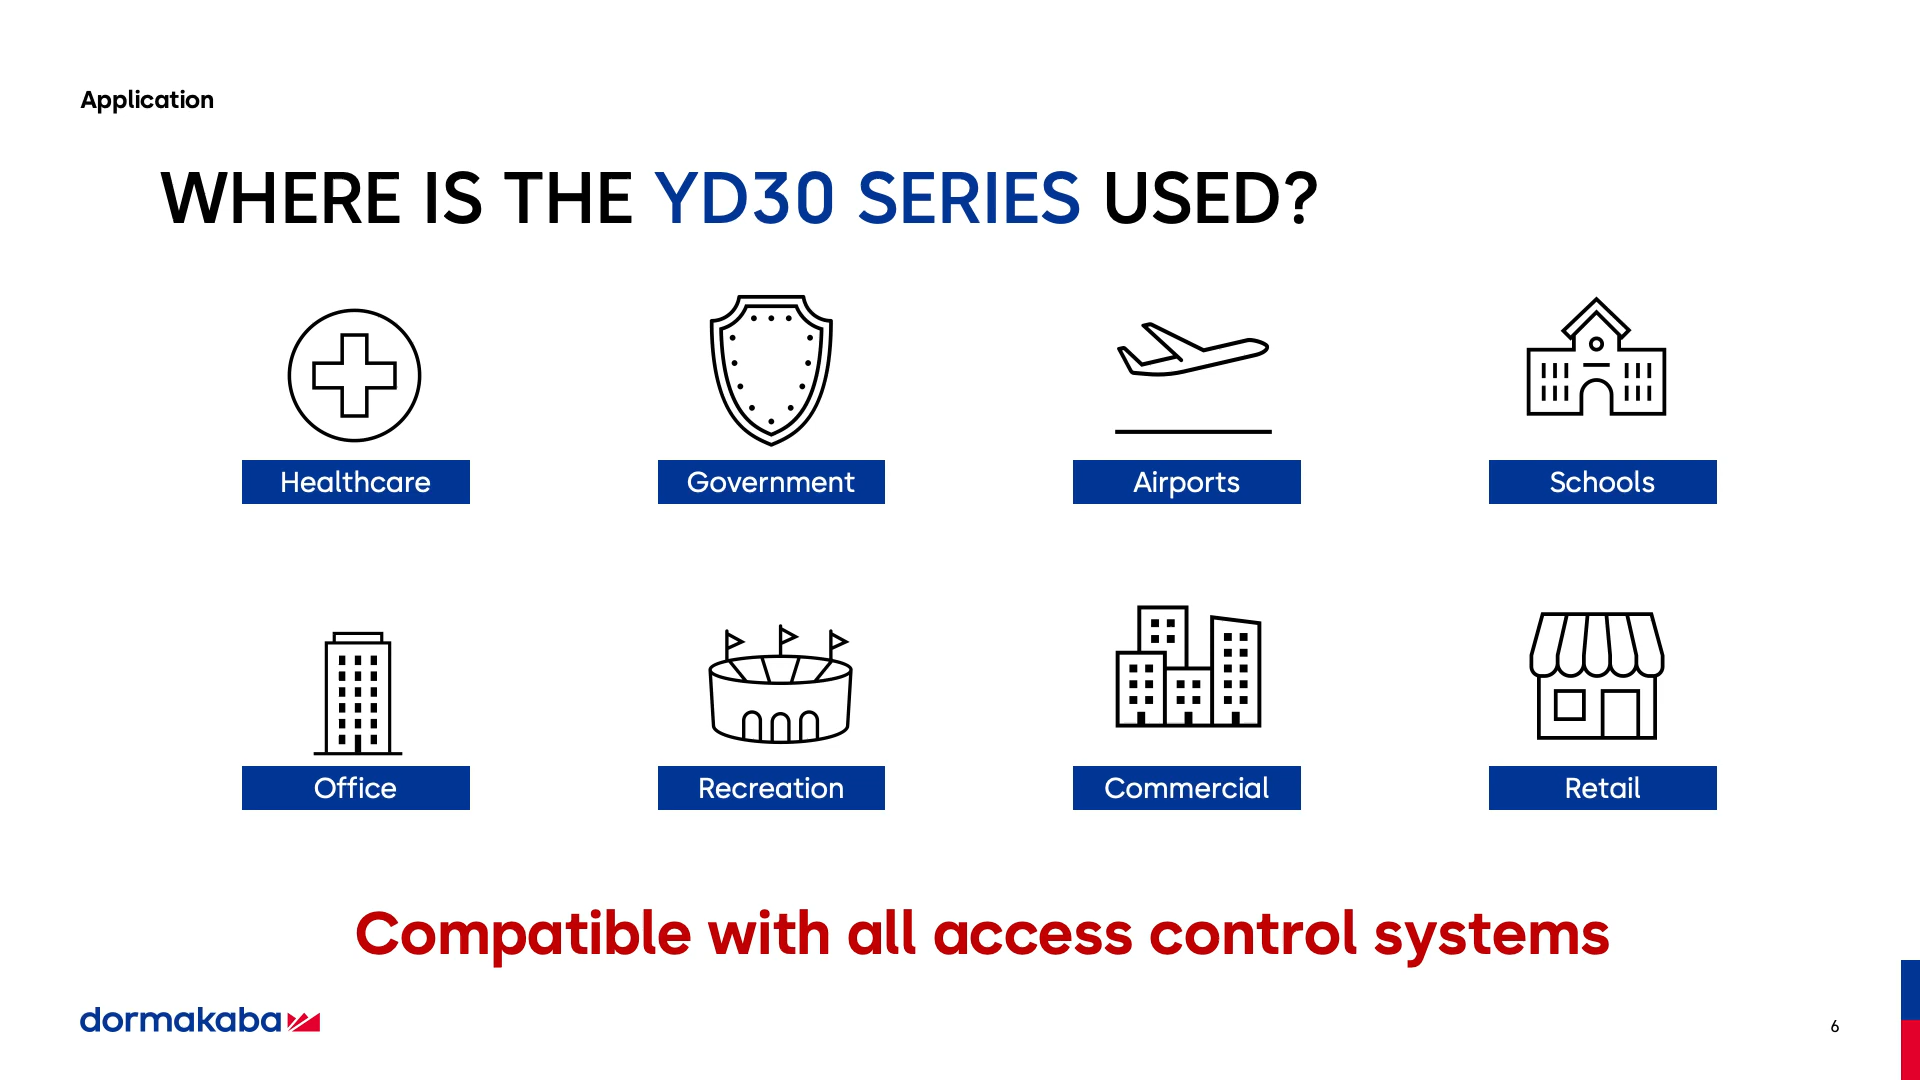 Application
WHERE IS THE YD30 SERIES USED?
Healthcare
Government
Airports
Schools
Office
Recreation
Commercial
Retail
Compatible with all access control systems
dormakaba
6